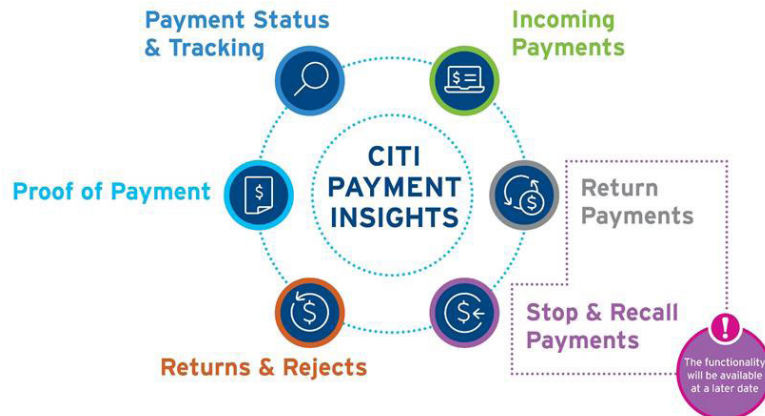 Payment Status
& Tracking
Incoming
Payments
CITI
PAYMENT
INSIGHTS
Proof of Payment
Return
Payments
Returns & Rejects
Stop & Recall
Payments
The functionality
will be available
at a later date